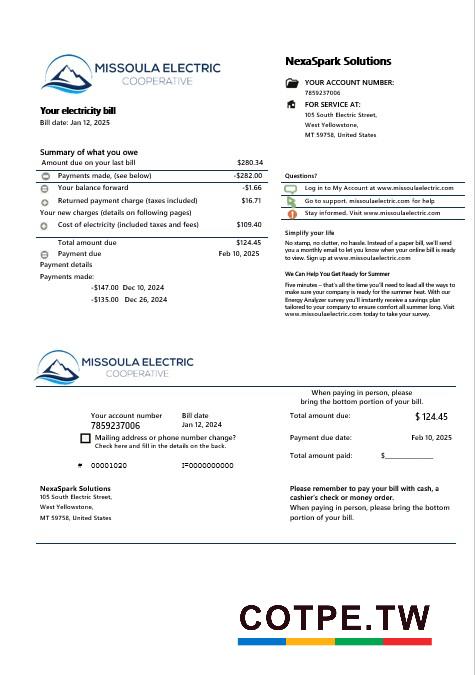 MISSOULA ELECTRIC
COOPERATIVE
Your electricity bill
Bill date: Jan 12, 2025
NexaSpark Solutions
YOUR ACCOUNT NUMBER:
7859237006
FOR SERVICE AT:
105 South Electric Street,
West Yellowstone,
MT 59758, United States
Summary of what you owe
Amount due on your last bill $280.34
Payments made, (see below) -$282.00
Your balance forward -$1.66
Returned payment charge (taxes included) $16.71
Your new charges (details on following pages)
Cost of electricity (included taxes and fees) $109.40
Total amount due $124.45
Payment due Feb 10, 2025
Payment details
Payments made:
-$147.00 Dec 10, 2024
-$135.00 Dec 26, 2024
Questions?
Log in to My Account at www.missoulaelectric.com
Go to support. missoulaelectric.com for help
Stay informed. Visit www.missoulaelectric.com
Simplify your life
No stamp, no clutter, no hassle. Instead of a paper bill, we'll send
you a monthly email to let you know when your online bill is ready
to view. Sign up at www.missoulaelectric.com
We Can Help You Get Ready for Summer
Five minutes – that's all the time you'll need to lead all the ways to
make sure your company is ready for the summer heat. With our
Energy Analyzer survey you'll instantly receive a savings plan
tailored to your company to ensure comfort all summer long. Visit
www.missoulaelectric.com today to take your survey.
MISSOULA ELECTRIC
COOPERATIVE
Your account number Bill date
7859237006 Jan 12, 2024
Mailing address or phone number change?
Check here and fill in the details on the back.
# 00001020 I=0000000000
When paying in person, please
bring the bottom portion of your bill.
Total amount due: $ 124.45
Payment due date: Feb 10, 2025
Total amount paid: $____________
NexaSpark Solutions
105 South Electric Street,
West Yellowstone,
MT 59758, United States
Please remember to pay your bill with cash, a
cashier's check or money order.
When paying in person, please bring the bottom
portion of your bill.
COTPE.TW